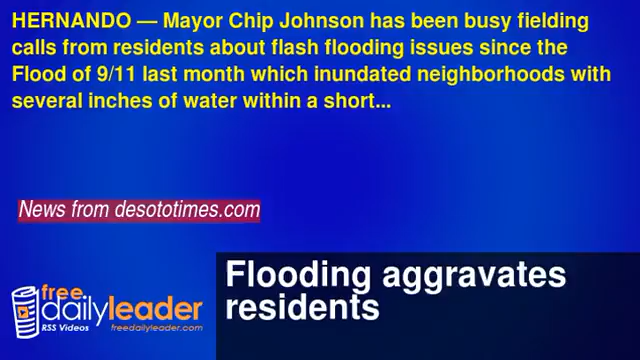 HERNANDO — Mayor Chip Johnson has been busy fielding
calls from residents about flash flooding issues since the
Flood of 9/11 last month which inundated neighborhoods with
several inches of water within a short...
News from desototimes.com
Flooding aggravates
residents
free
dailyleader
RSS Videos freedailyleader.com